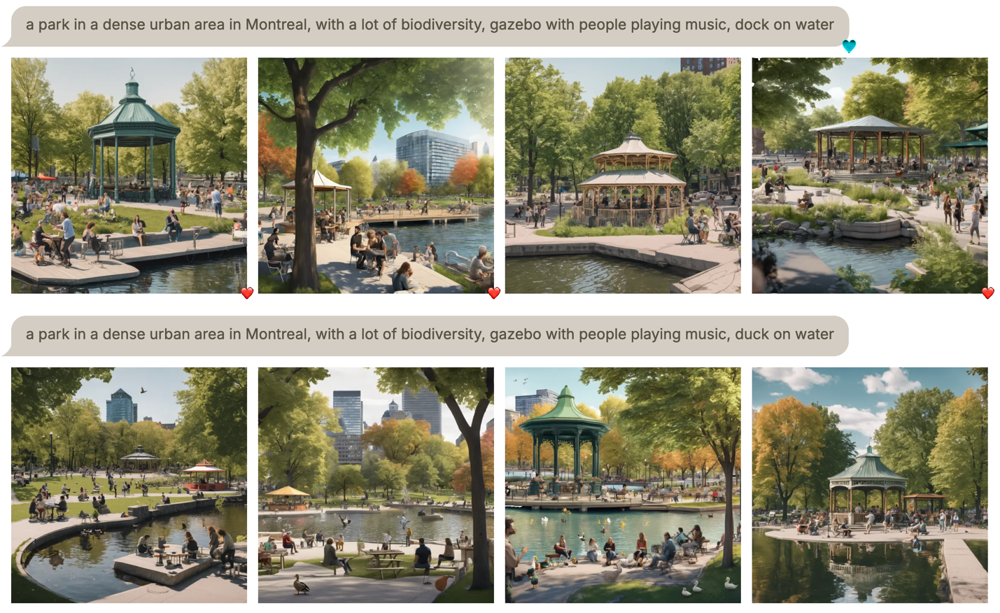 a park in a dense urban area in Montreal, with a lot of biodiversity, gazebo with people playing music, dock on water
a park in a dense urban area in Montreal, with a lot of biodiversity, gazebo with people playing music, duck on water